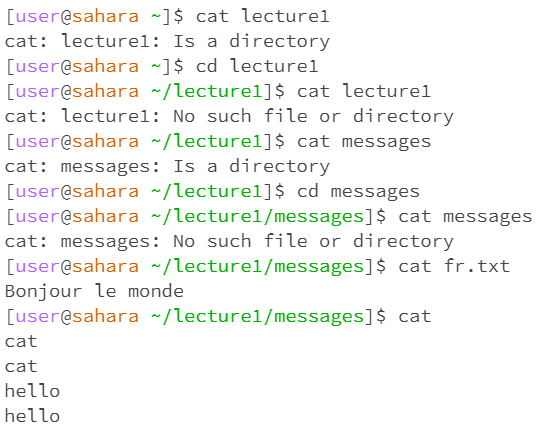 [user@sahara ~]$ cat lecture1
cat: lecture1: Is a directory
[user@sahara ~]$ cd lecture1
[user@sahara ~/lecture1]$ cat lecture1
cat: lecture1: No such file or directory
[user@sahara ~/lecture1]$ cat messages
cat: messages: Is a directory
[user@sahara ~/lecture1]$ cd messages
[user@sahara ~/lecture1/messages]$ cat messages
cat: messages: No such file or directory
[user@sahara ~/lecture1/messages]$ cat fr.txt
Bonjour le monde
[user@sahara ~/lecture1/messages]$ cat
cat
cat
hello
hello